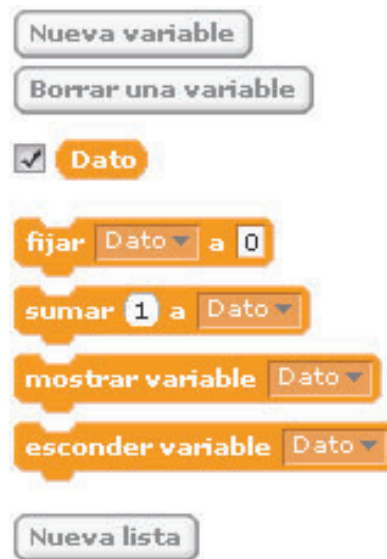 Nueva variable
Borrar una variable
Dato
fijar Dato a 0
sumar 1 a Dato
mostrar variable Dato
esconder variable Dato
Nueva lista